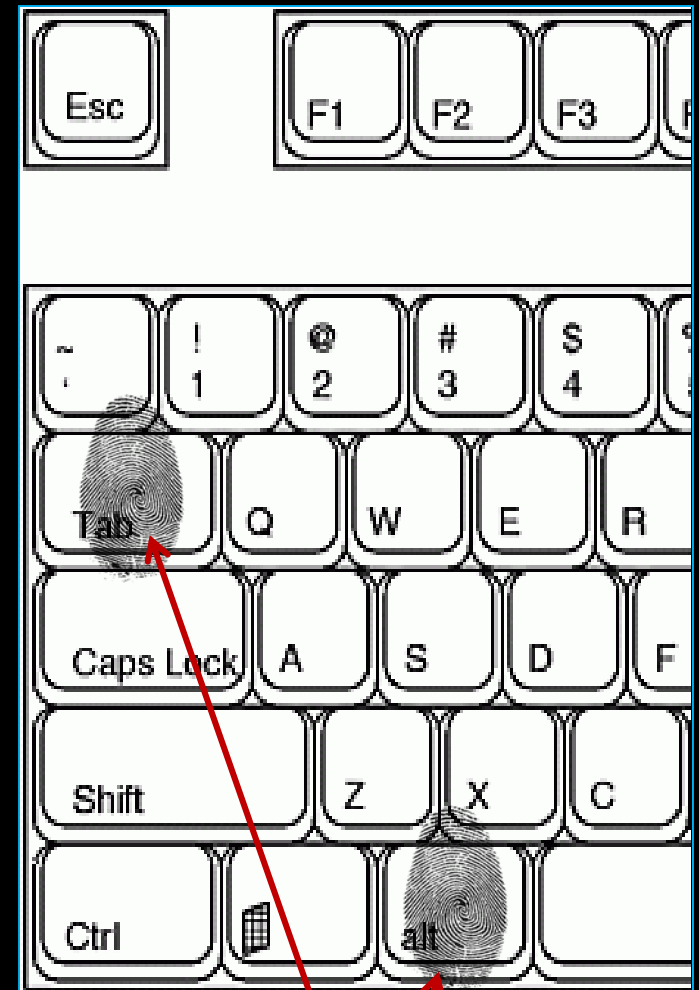 Esc F1 F2 F3
~ ! @ # $
` 1 2 3 4
Tab Q W E R
Caps Lock A S D F
Shift Z X C
Ctrl alt